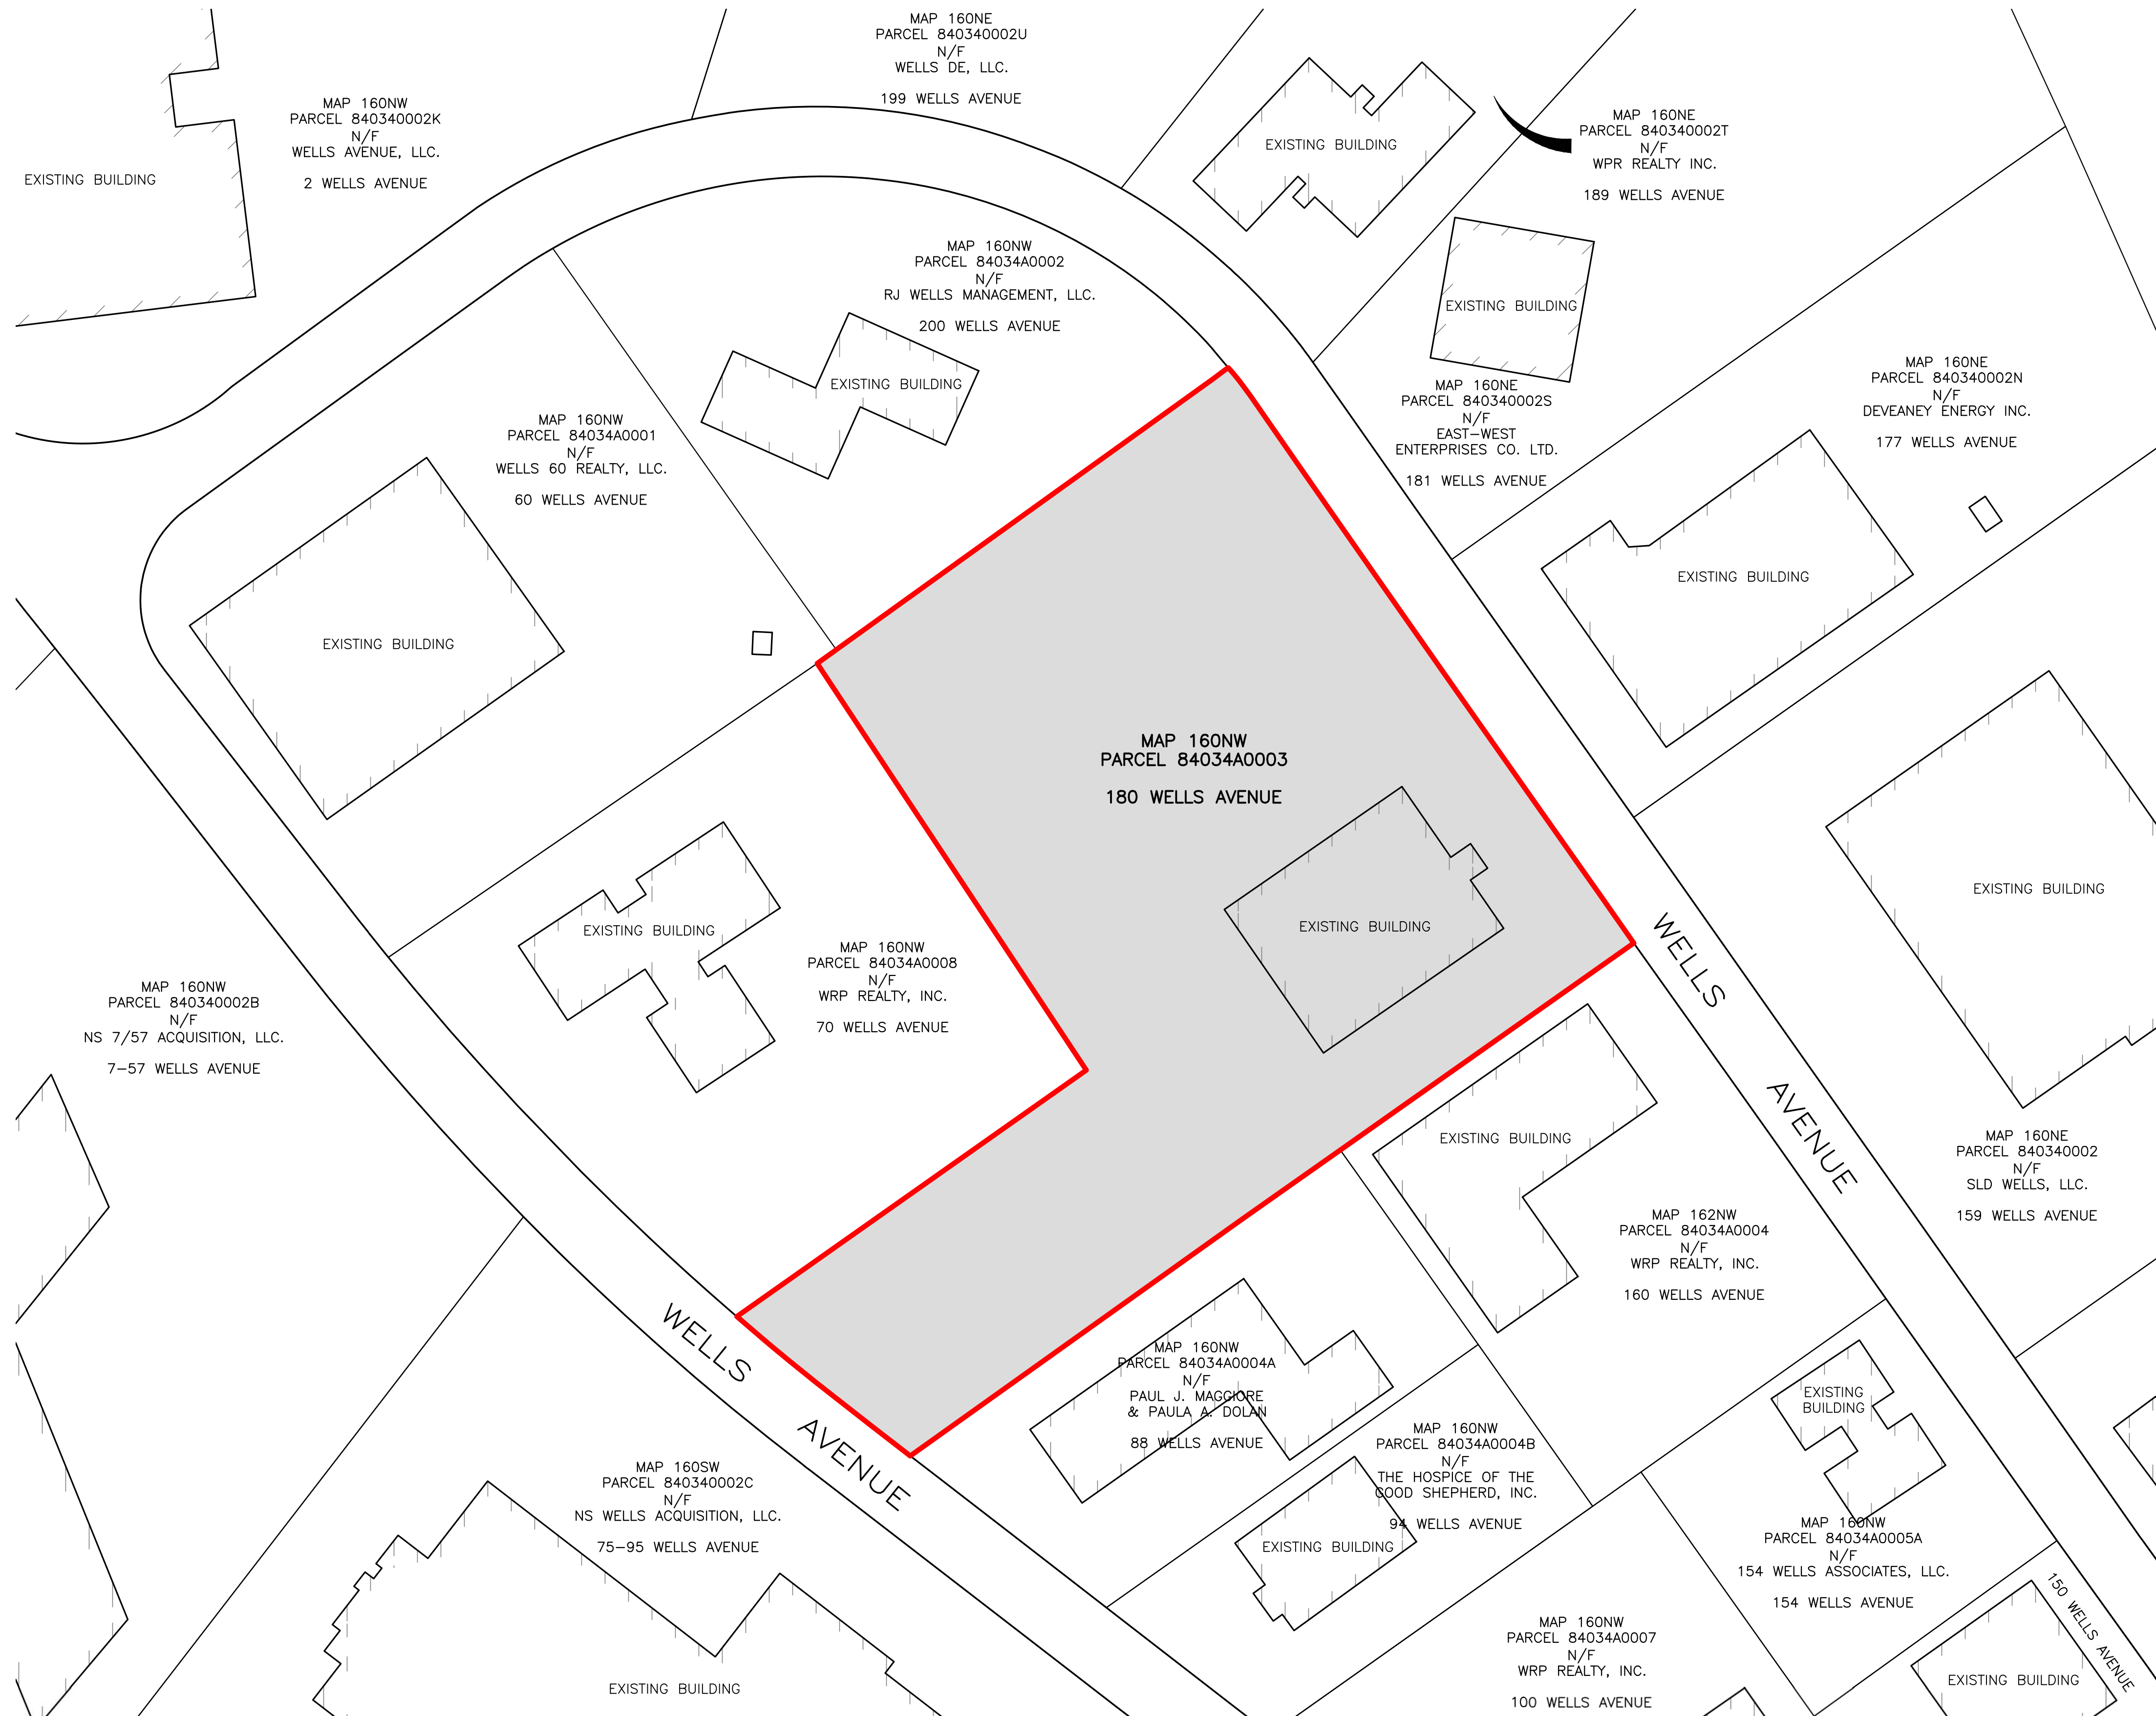 MAP 160NE
PARCEL 840340002U
N/F
WELLS DE, LLC.
199 WELLS AVENUE
MAP 160NW
PARCEL 840340002K
N/F
WELLS AVENUE, LLC.
2 WELLS AVENUE
EXISTING BUILDING
EXISTING BUILDING
MAP 160NE
PARCEL 840340002T
N/F
WPR REALTY INC.
189 WELLS AVENUE
MAP 160NW
PARCEL 84034A0002
N/F
RJ WELLS MANAGEMENT, LLC.
200 WELLS AVENUE
EXISTING BUILDING
EXISTING BUILDING
MAP 160NE
PARCEL 840340002S
N/F
EAST-WEST
ENTERPRISES CO. LTD.
181 WELLS AVENUE
MAP 160NE
PARCEL 840340002N
N/F
DEVEANEY ENERGY INC.
177 WELLS AVENUE
MAP 160NW
PARCEL 84034A0001
N/F
WELLS 60 REALTY, LLC.
60 WELLS AVENUE
EXISTING BUILDING
EXISTING BUILDING
MAP 160NW
PARCEL 84034A0003
180 WELLS AVENUE
EXISTING BUILDING
EXISTING BUILDING
EXISTING BUILDING
MAP 160NW
PARCEL 84034A0008
N/F
WRP REALTY, INC.
70 WELLS AVENUE
WELLS
AVENUE
MAP 160NW
PARCEL 840340002B
N/F
NS 7/57 ACQUISITION, LLC.
7-57 WELLS AVENUE
EXISTING BUILDING
MAP 160NE
PARCEL 840340002
N/F
SLD WELLS, LLC.
159 WELLS AVENUE
MAP 162NW
PARCEL 84034A0004
N/F
WRP REALTY, INC.
160 WELLS AVENUE
WELLS
AVENUE
MAP 160NW
PARCEL 84034A0004A
N/F
PAUL J. MAGGIORE
& PAULA A. DOLAN
88 WELLS AVENUE
EXISTING
BUILDING
MAP 160NW
PARCEL 84034A0004B
N/F
THE HOSPICE OF THE
GOOD SHEPHERD, INC.
94 WELLS AVENUE
EXISTING BUILDING
MAP 160SW
PARCEL 840340002C
N/F
NS WELLS ACQUISITION, LLC.
75-95 WELLS AVENUE
EXISTING BUILDING
MAP 160NW
PARCEL 84034A0005A
N/F
154 WELLS ASSOCIATES, LLC.
154 WELLS AVENUE
150 WELLS AVENUE
MAP 160NW
PARCEL 84034A0007
N/F
WRP REALTY, INC.
100 WELLS AVENUE
EXISTING BUILDING